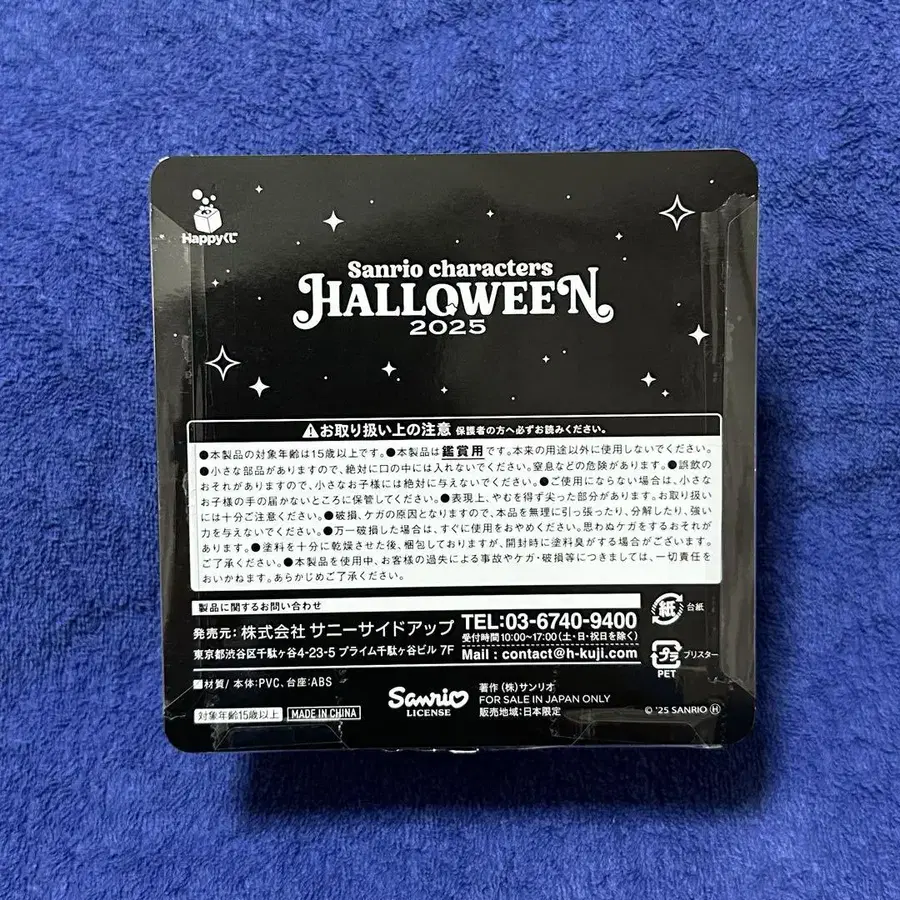 Happyくじ
Sanrio characters
HALLOWEEN
2025
⚠お取り扱い上の注意 保護者の方へ必ずお読みください。
●本製品の対象年齢は15歳以上です。●本製品は鑑賞用です。本来の用途以外に使用しないでください。
●小さな部品がありますので、絶対に口の中には入れないでください。窒息などの危険があります。●誤飲の
おそれがありますので、小さなお子様には絶対に与えないでください。●ご使用にならない場合は、小さな
お子様の手の届かないところに保管してください。●表現上、やむを得ず尖った部分があります。お取り扱い
には十分ご注意ください。●破損、ケガの原因となりますので、本品を無理に引っ張ったり、分解したり、強い
力を与えないでください。●万一破損した場合は、すぐに使用をおやめください。思わぬケガをするおそれが
あります。●塗料を十分に乾燥させた後、梱包しておりますが、開封時に塗料臭がする場合がございます。
ご了承ください。●本製品を使用中、お客様の過失による事故やケガ・破損等につきましては、一切責任を
おいかねます。あらかじめご了承ください。
製品に関するお問い合わせ
発売元: 株式会社 サニーサイドアップ
東京都渋谷区千駄ヶ谷4-23-5 プライム千駄ヶ谷ビル 7F
TEL:03-6740-9400
受付時間10:00~17:00(土・日・祝日を除く)
Mail : contact@h-kuji.com
紙 台紙
プラ ブリスター
PET
■材質/本体:PVC、台座:ABS
対象年齢15歳以上 MADE IN CHINA
Sanrio
LICENSE
著作(株)サンリオ
FOR SALE IN JAPAN ONLY
販売地域:日本限定
© '25 SANRIO Ⓗ